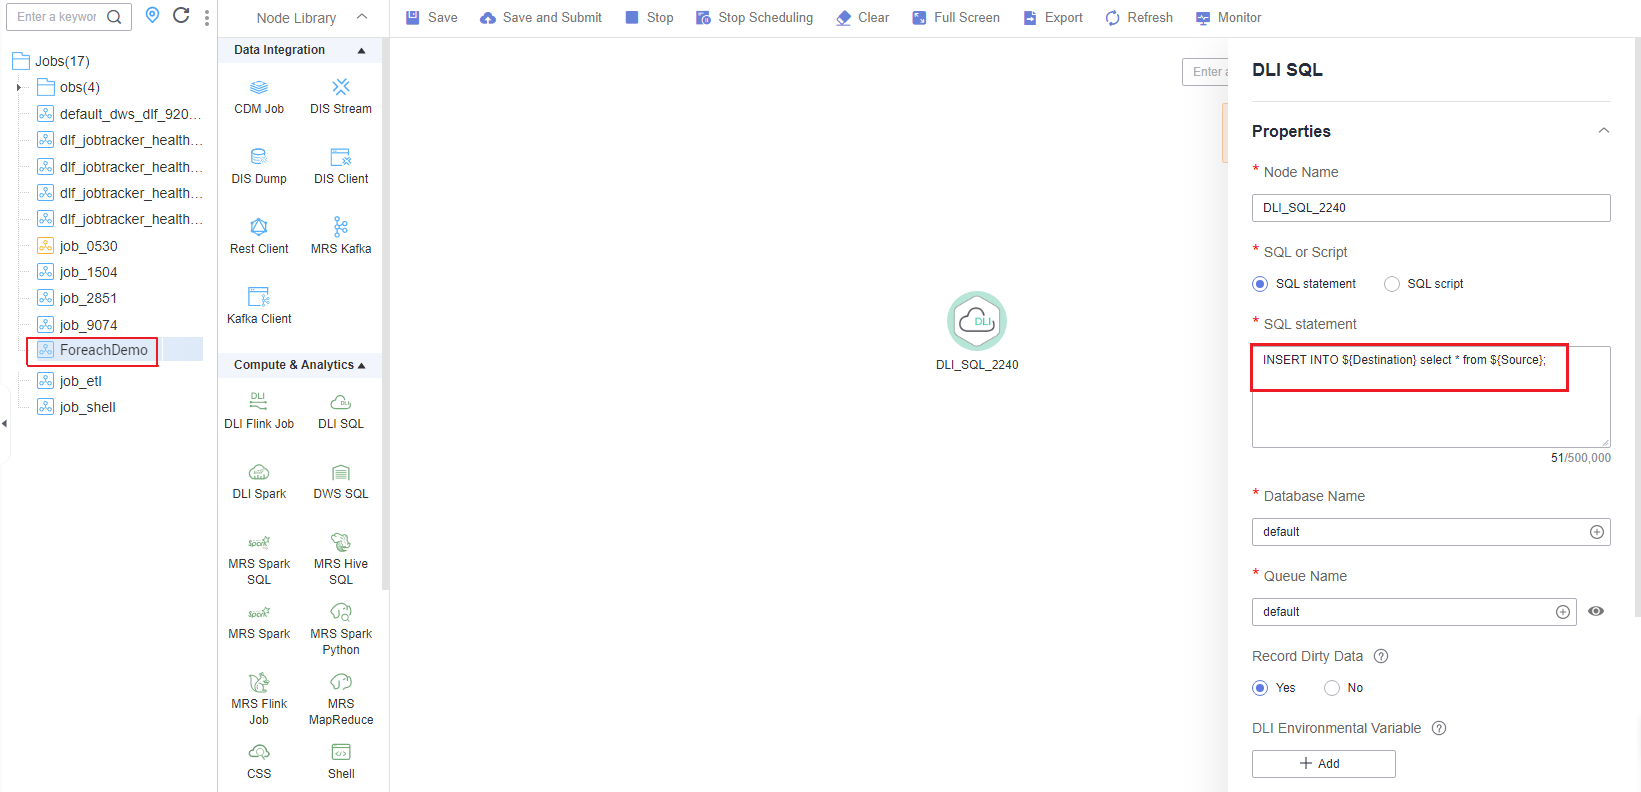 Enter a keywor
Jobs(17)
obs(4)
default_dws_dlf_920...
dlf_jobtracker_health...
dlf_jobtracker_health...
dlf_jobtracker_health...
dlf_jobtracker_health...
job_0530
job_1504
job_2851
job_9074
ForeachDemo
job_etl
job_shell
Node Library
Data Integration
CDM Job
DIS Stream
DIS Dump
DIS Client
Rest Client
MRS Kafka
Kafka Client
Compute & Analytics
DLI
DLI Flink Job
DLI
DLI SQL
DLI Spark
DWS SQL
Spark
MRS Spark
SQL
MRS Hive
SQL
Spark
MRS Spark
MRS Spark
Python
MRS Flink
Job
MRS
MapReduce
CSS
Shell
Save
Save and Submit
Stop
Stop Scheduling
Clear
Full Screen
Export
Refresh
Monitor
Enter a
DLI
DLI_SQL_2240
DLI SQL
Properties
* Node Name
DLI_SQL_2240
* SQL or Script
SQL statement
SQL script
* SQL statement
INSERT INTO ${Destination} select * from ${Source};
51/500,000
* Database Name
default
* Queue Name
default
Record Dirty Data ?
Yes
No
DLI Environmental Variable ?
+ Add